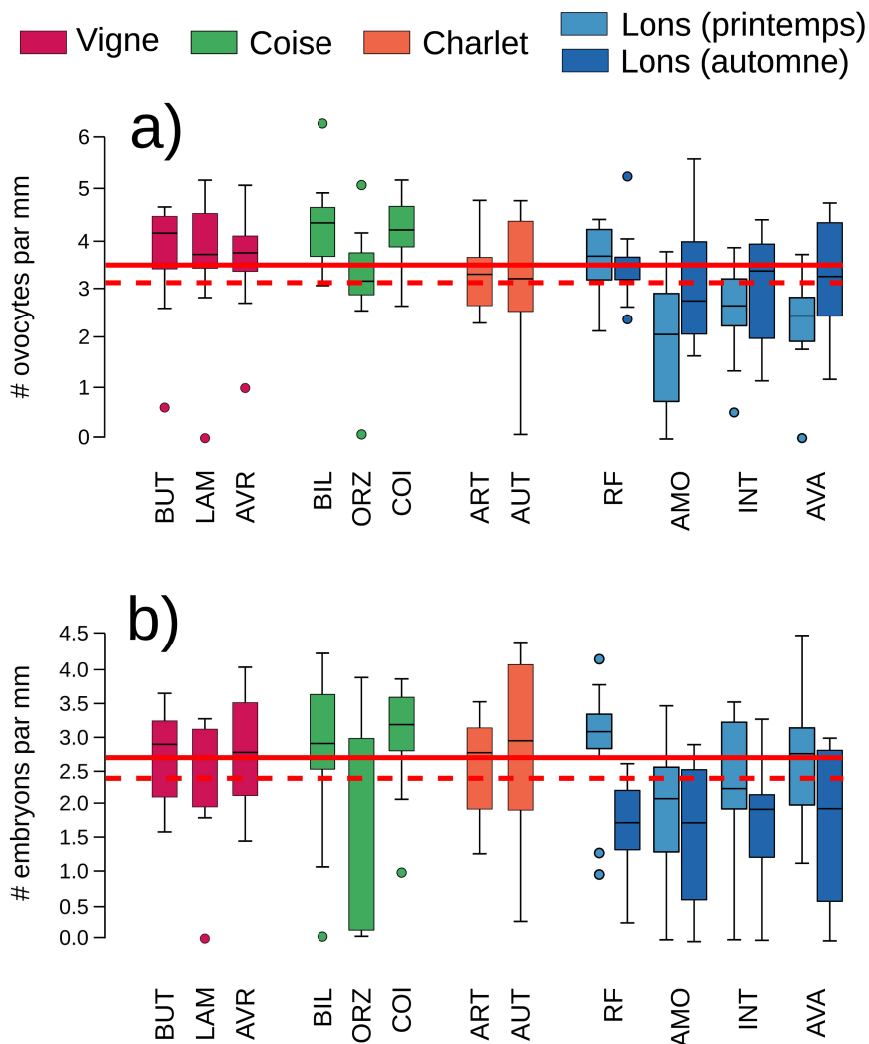 Vigne Coise Charlet Lons (printemps)
Lons (automne)
a)
# ovocytes par mm
6
5
4
3
2
1
0
BUT LAM AVR BIL ORZ COI ART AUT RF AMO INT AVA
b)
# embryons par mm
4.5
4.0
3.5
3.0
2.5
2.0
1.5
1.0
0.5
0.0
BUT LAM AVR BIL ORZ COI ART AUT RF AMO INT AVA